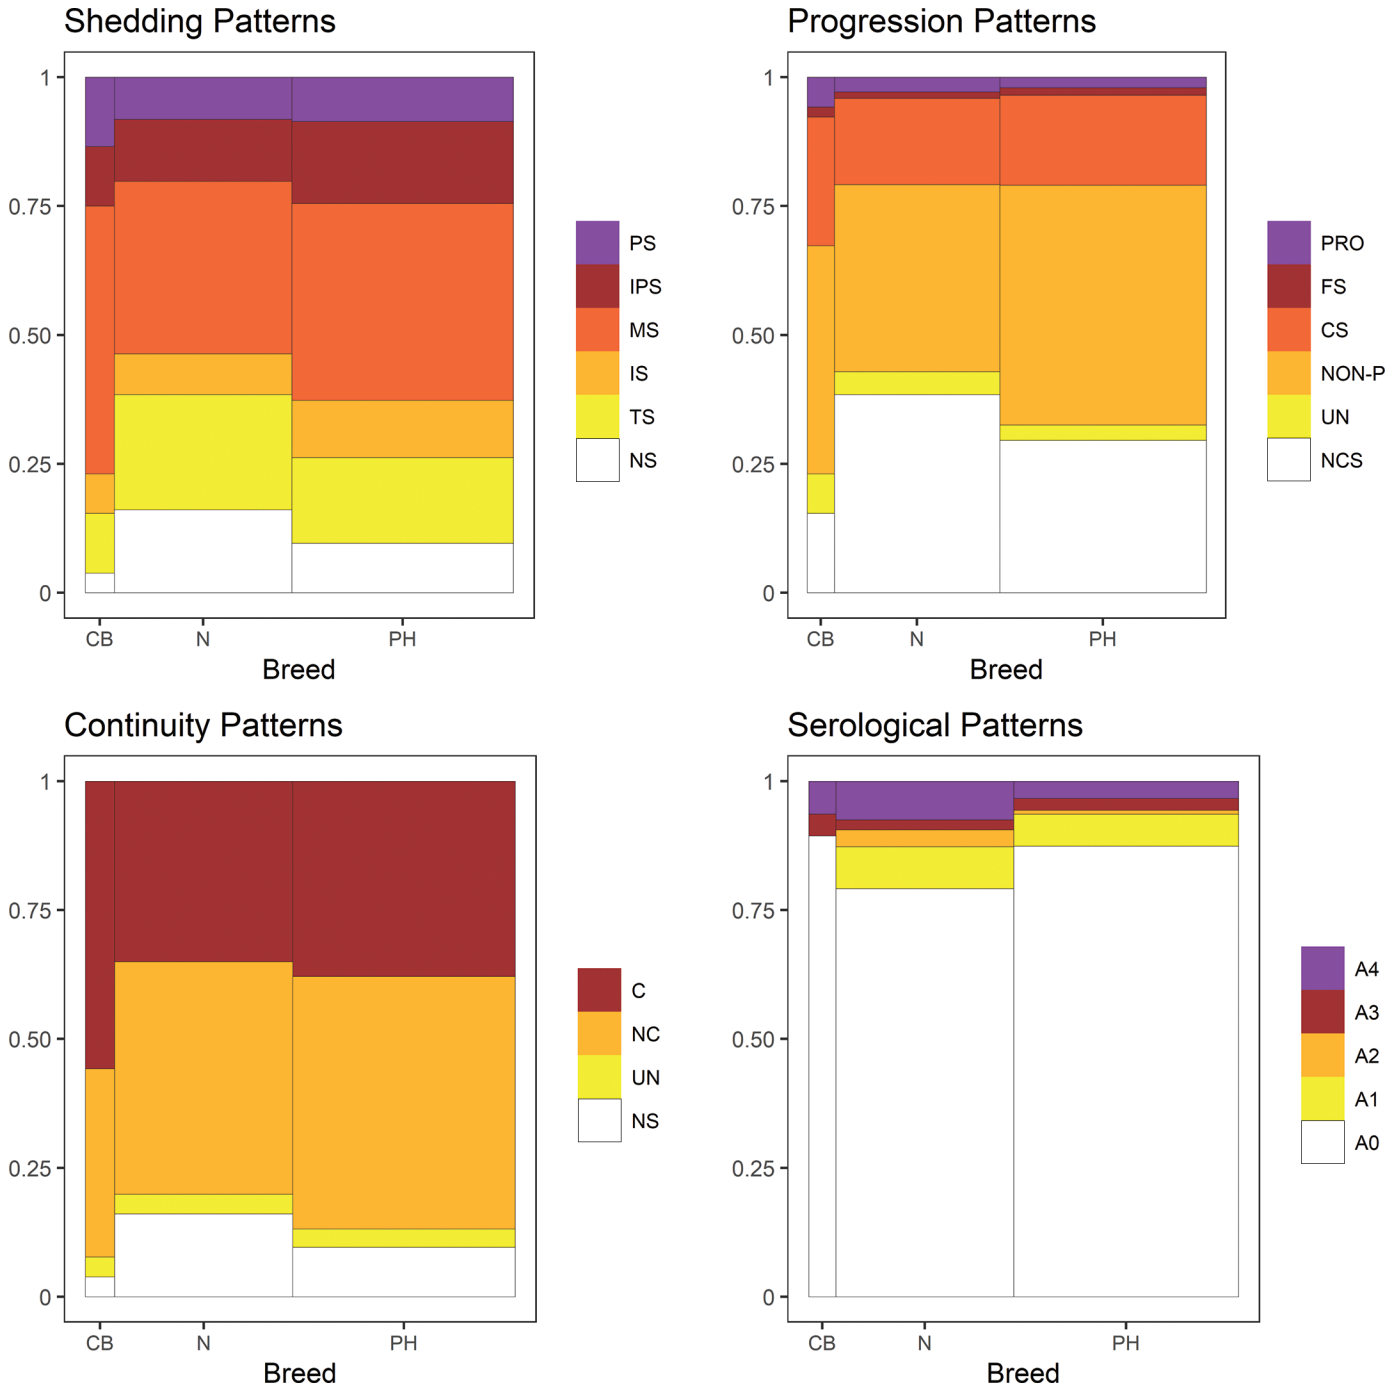 Shedding Patterns
1
0.75
0.50
0.25
0
CB N PH
Breed
PS
IPS
MS
IS
TS
NS
Progression Patterns
1
0.75
0.50
0.25
0
CB N PH
Breed
PRO
FS
CS
NON-P
UN
NCS
Continuity Patterns
1
0.75
0.50
0.25
0
CB N PH
Breed
C
NC
UN
NS
Serological Patterns
1
0.75
0.50
0.25
0
CB N PH
Breed
A4
A3
A2
A1
A0